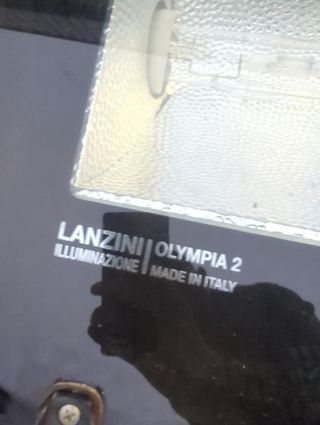 LANZINI
ILLUMINAZIONE
OLYMPIA 2
MADE IN ITALY